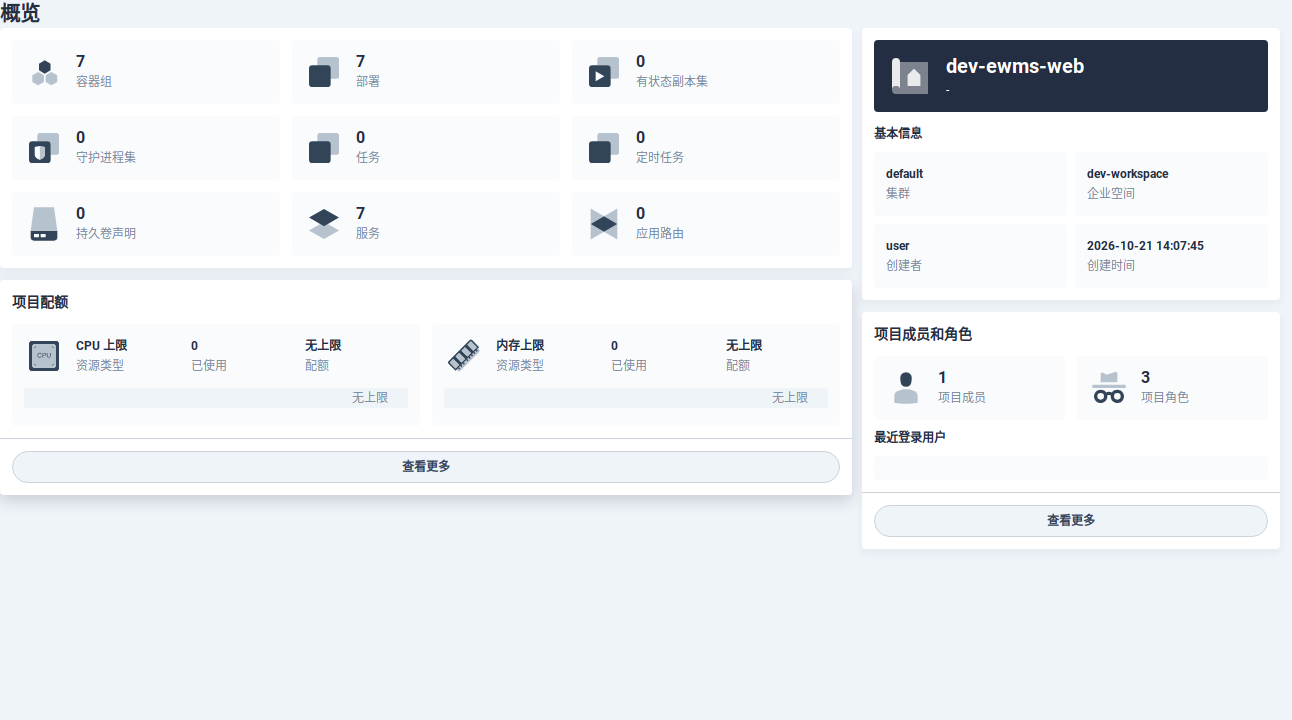 概览
7
容器组
7
部署
0
有状态副本集
0
守护进程集
0
任务
0
定时任务
0
持久卷声明
7
服务
0
应用路由
项目配额
CPU
CPU 上限
资源类型
0
已使用
无上限
配额
无上限
内存上限
资源类型
0
已使用
无上限
配额
无上限
查看更多
dev-ewms-web
-
基本信息
default
集群
dev-workspace
企业空间
user
创建者
2026-10-21 14:07:45
创建时间
项目成员和角色
1
项目成员
3
项目角色
最近登录用户
查看更多